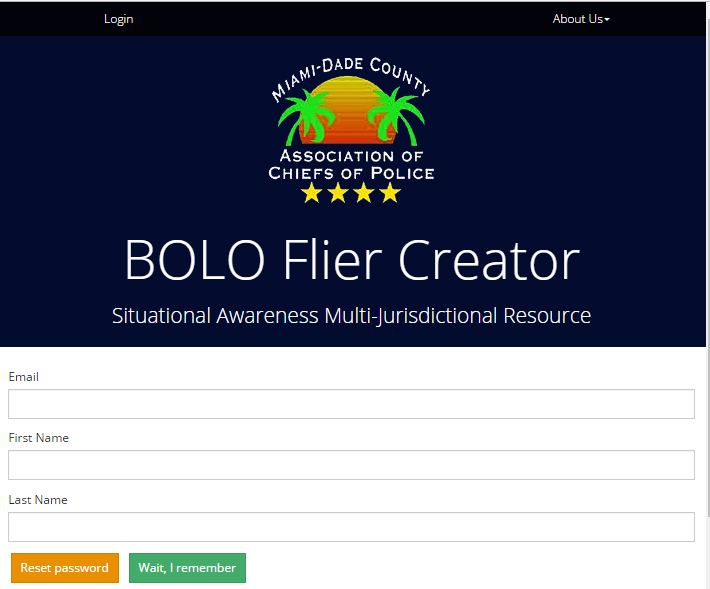 Login
About Us
MIAMI-DADE COUNTY
ASSOCIATION OF
CHIEFS OF POLICE
BOLO Flier Creator
Situational Awareness Multi-Jurisdictional Resource
Email
First Name
Last Name
Reset password
Wait, I remember